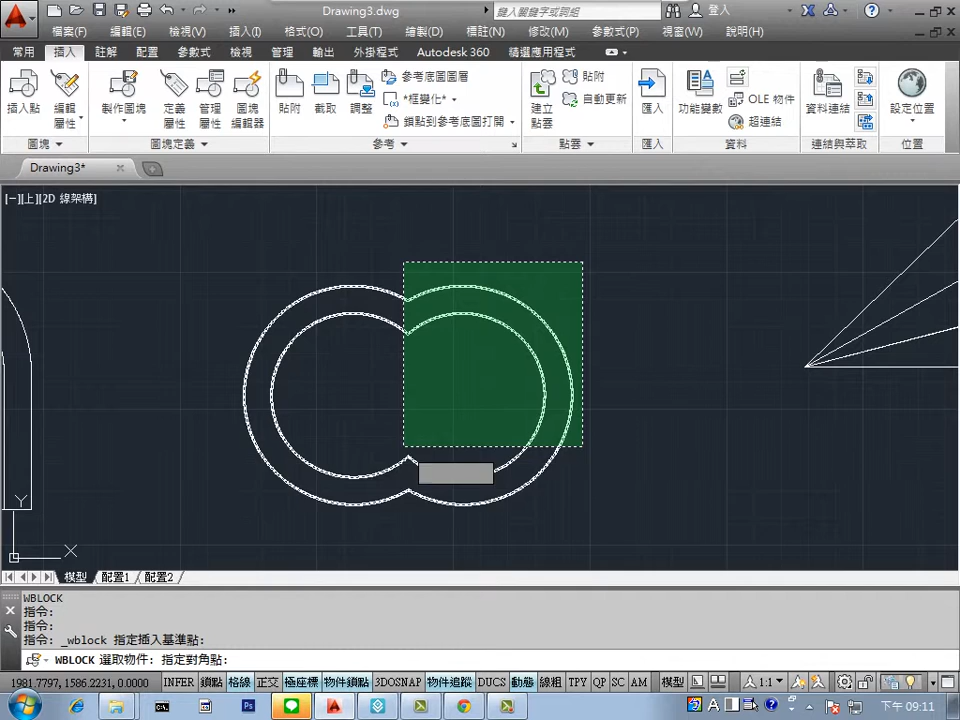 Drawing3.dwg
鍵入關鍵字或詞組
登入
檔案(F) 編輯(E) 檢視(V) 插入(I) 格式(O) 工具(T) 繪製(D) 標註(N) 修改(M) 參數式(P) 視窗(W) 說明(H)
常用 插入 註解 配置 參數式 檢視 管理 輸出 外掛程式 Autodesk 360 精選應用程式
插入點
編輯
屬性
製作圖塊
定義
屬性
管理
屬性
圖塊
編輯器
貼附
截取
調整
參考底圖圖層
*框變化*
鎖點到參考底圖打開
建立
點雲
貼附
自動更新
匯入
功能變數
OLE 物件
超連結
資料連結
設定位置
圖塊 圖塊定義 參考 點雲 匯入 資料 連結與萃取 位置
Drawing3*
[−][上][2D 線架構]
Y
X
模型 配置1 配置2
WBLOCK
指令:
指令:
指令: _wblock 指定插入基準點:
WBLOCK 選取物件: 指定對角點:
1981.7797, 1586.2231, 0.0000 INFER 鎖點 格線 正交 極座標 物件鎖點 3DOSNAP 物件追蹤 DUCS 動態 線粗 TPY QP SC AM 模型 1:1
A
下午 09:11